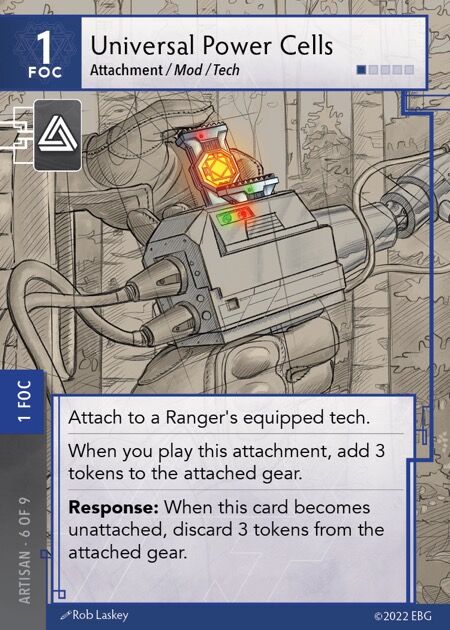 1
FOC
Universal Power Cells
Attachment / Mod / Tech
1 FOC
Attach to a Ranger's equipped tech.
When you play this attachment, add 3
tokens to the attached gear.
Response: When this card becomes
unattached, discard 3 tokens from the
attached gear.
ARTISAN - 6 OF 9
Rob Laskey
©2022 EBG